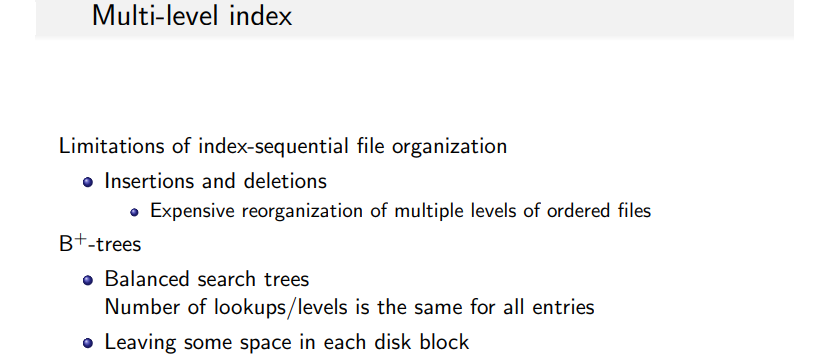 Multi-level index
Limitations of index-sequential file organization
Insertions and deletions
Expensive reorganization of multiple levels of ordered files
B⁺-trees
Balanced search trees
Number of lookups/levels is the same for all entries
Leaving some space in each disk block